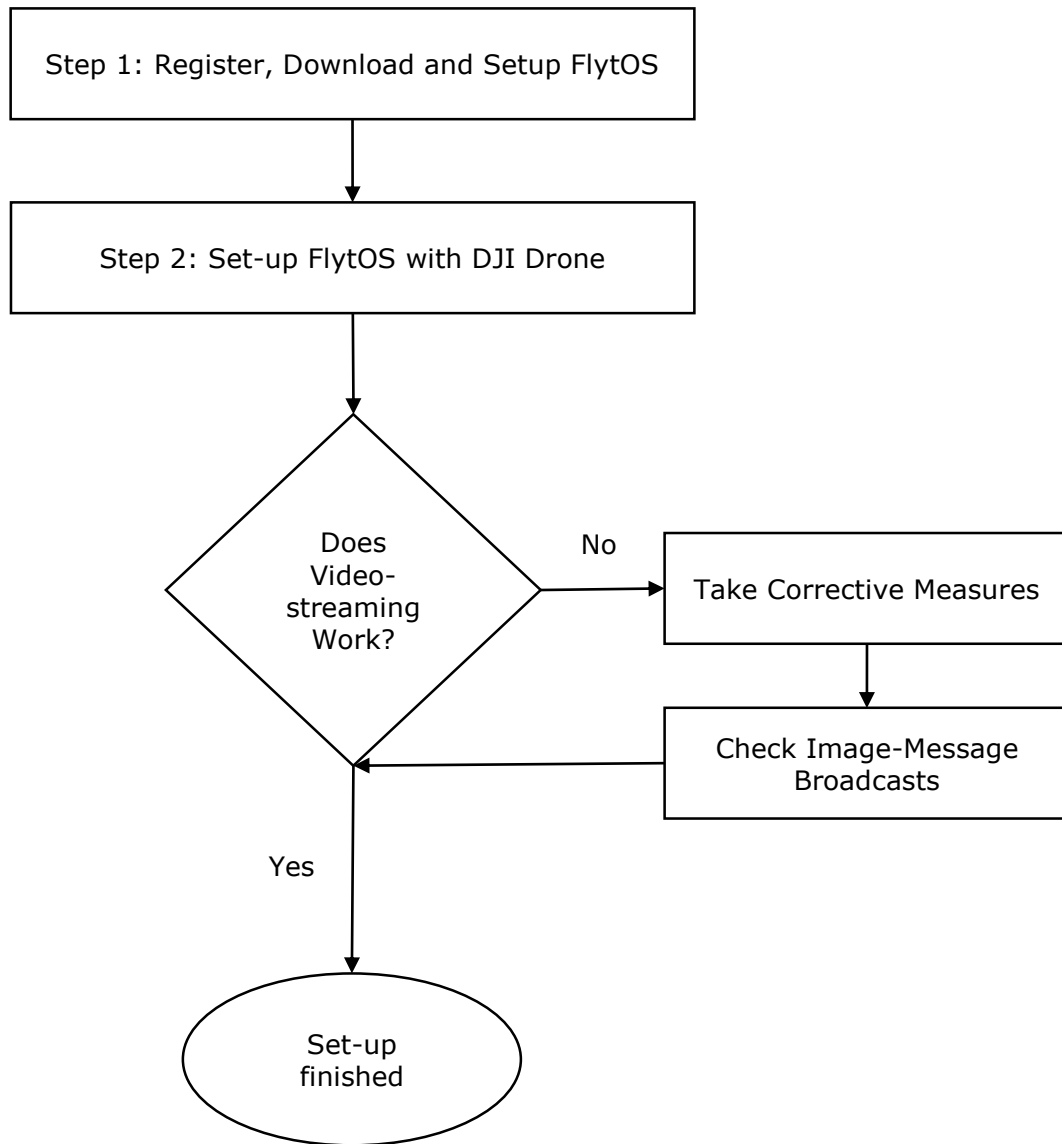 Step 1: Register, Download and Setup FlytOS
Step 2: Set-up FlytOS with DJI Drone
Does
Video-
streaming
Work?
No
Take Corrective Measures
Check Image-Message
Broadcasts
Yes
Set-up
finished